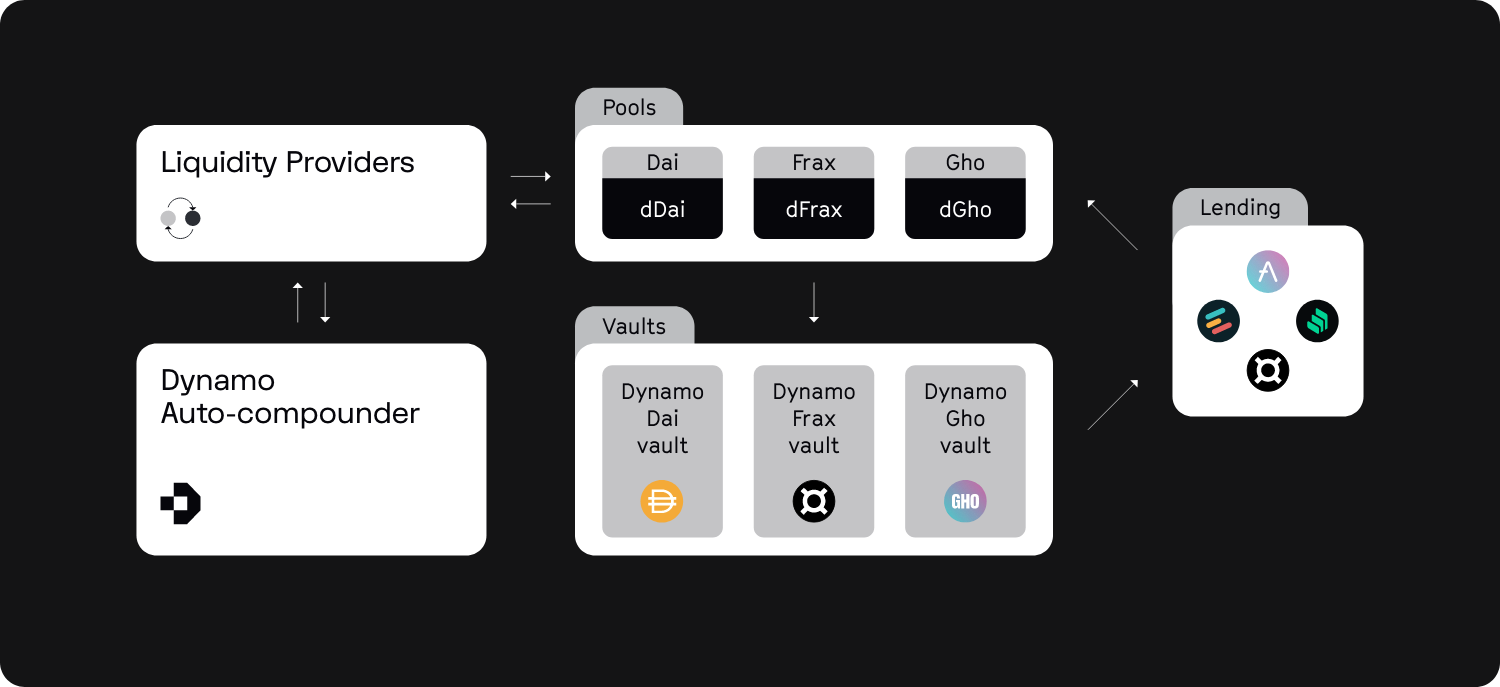 Pools
Liquidity Providers
Dai
Frax
Gho
dDai
dFrax
dGho
Lending
Vaults
Dynamo
Auto-compounder
Dynamo
Dai
vault
Dynamo
Frax
vault
Dynamo
Gho
vault
GHO